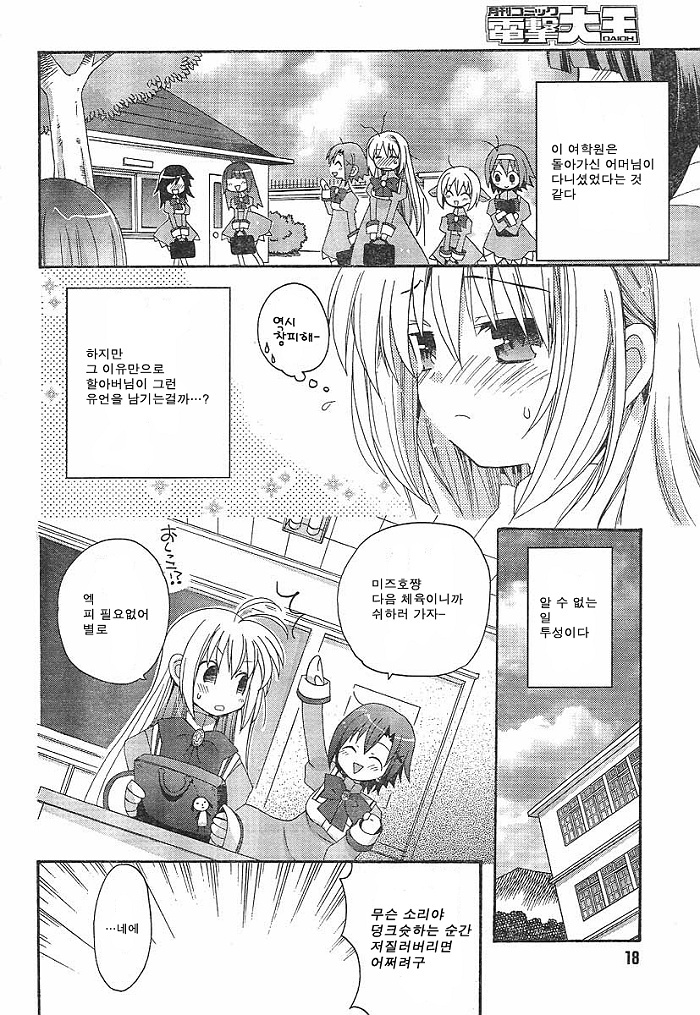 月刊コミック
電撃大王
DAIOH
이 여학원은
돌아가신 어머님이
다니셨었다는 것
같다
역시
창피해~
하지만
그 이유만으로
할아버님이 그런
유언을 남기는걸까…?
알 수 없는
일
투성이다
미즈호쨩
다음 체육이니까
쉬하러 가자~
おーこー!?
엑
피 필요없어
별로
무슨 소리야
덩크슛하는 순간
저질러버리면
어쩌려구
…네에
18